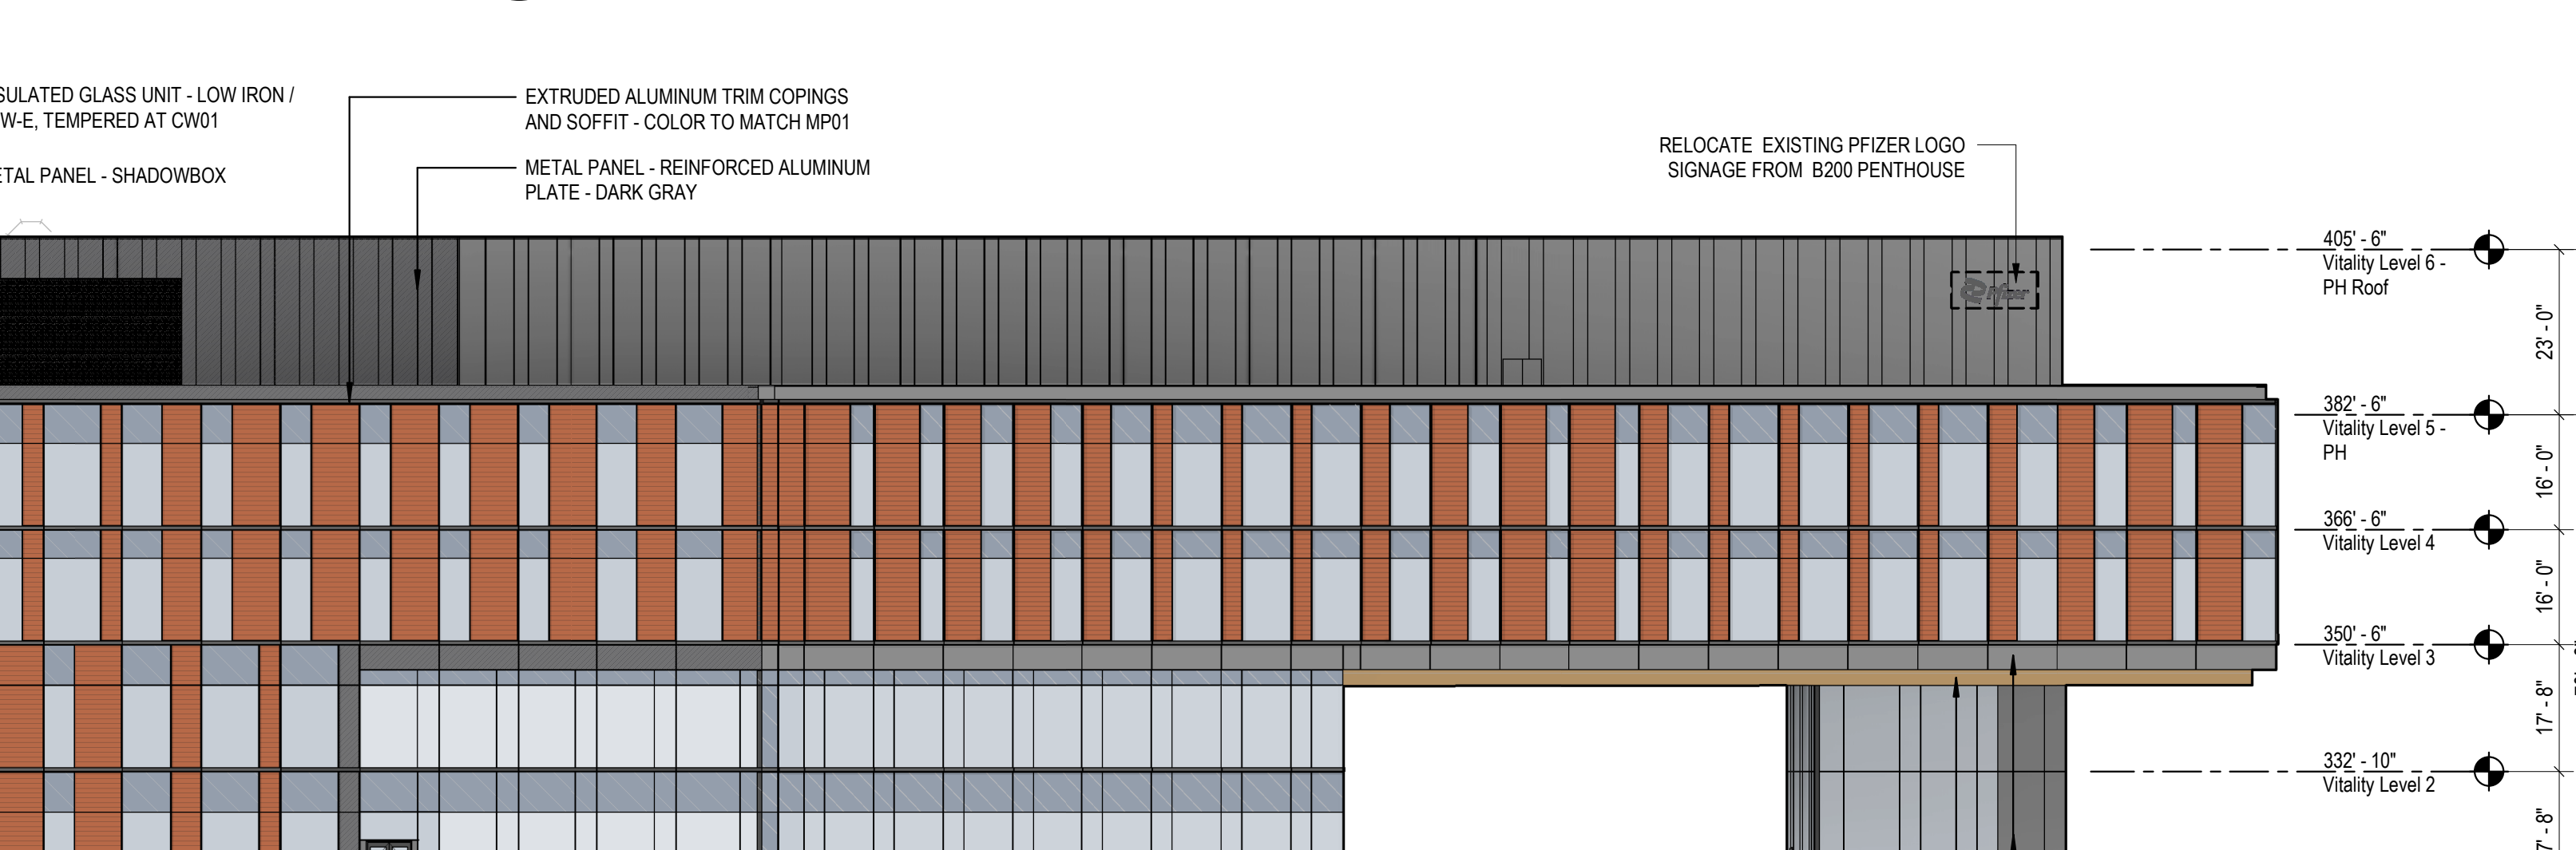 SULATED GLASS UNIT - LOW IRON /
W-E, TEMPERED AT CW01
ETAL PANEL - SHADOWBOX
EXTRUDED ALUMINUM TRIM COPINGS
AND SOFFIT - COLOR TO MATCH MP01
METAL PANEL - REINFORCED ALUMINUM
PLATE - DARK GRAY
RELOCATE EXISTING PFIZER LOGO
SIGNAGE FROM B200 PENTHOUSE
Pfizer
405' - 6"
Vitality Level 6 -
PH Roof
23' - 0"
382' - 6"
Vitality Level 5 -
PH
16' - 0"
366' - 6"
Vitality Level 4
16' - 0"
350' - 6"
Vitality Level 3
17' - 8"
332' - 10"
Vitality Level 2
7' - 8"